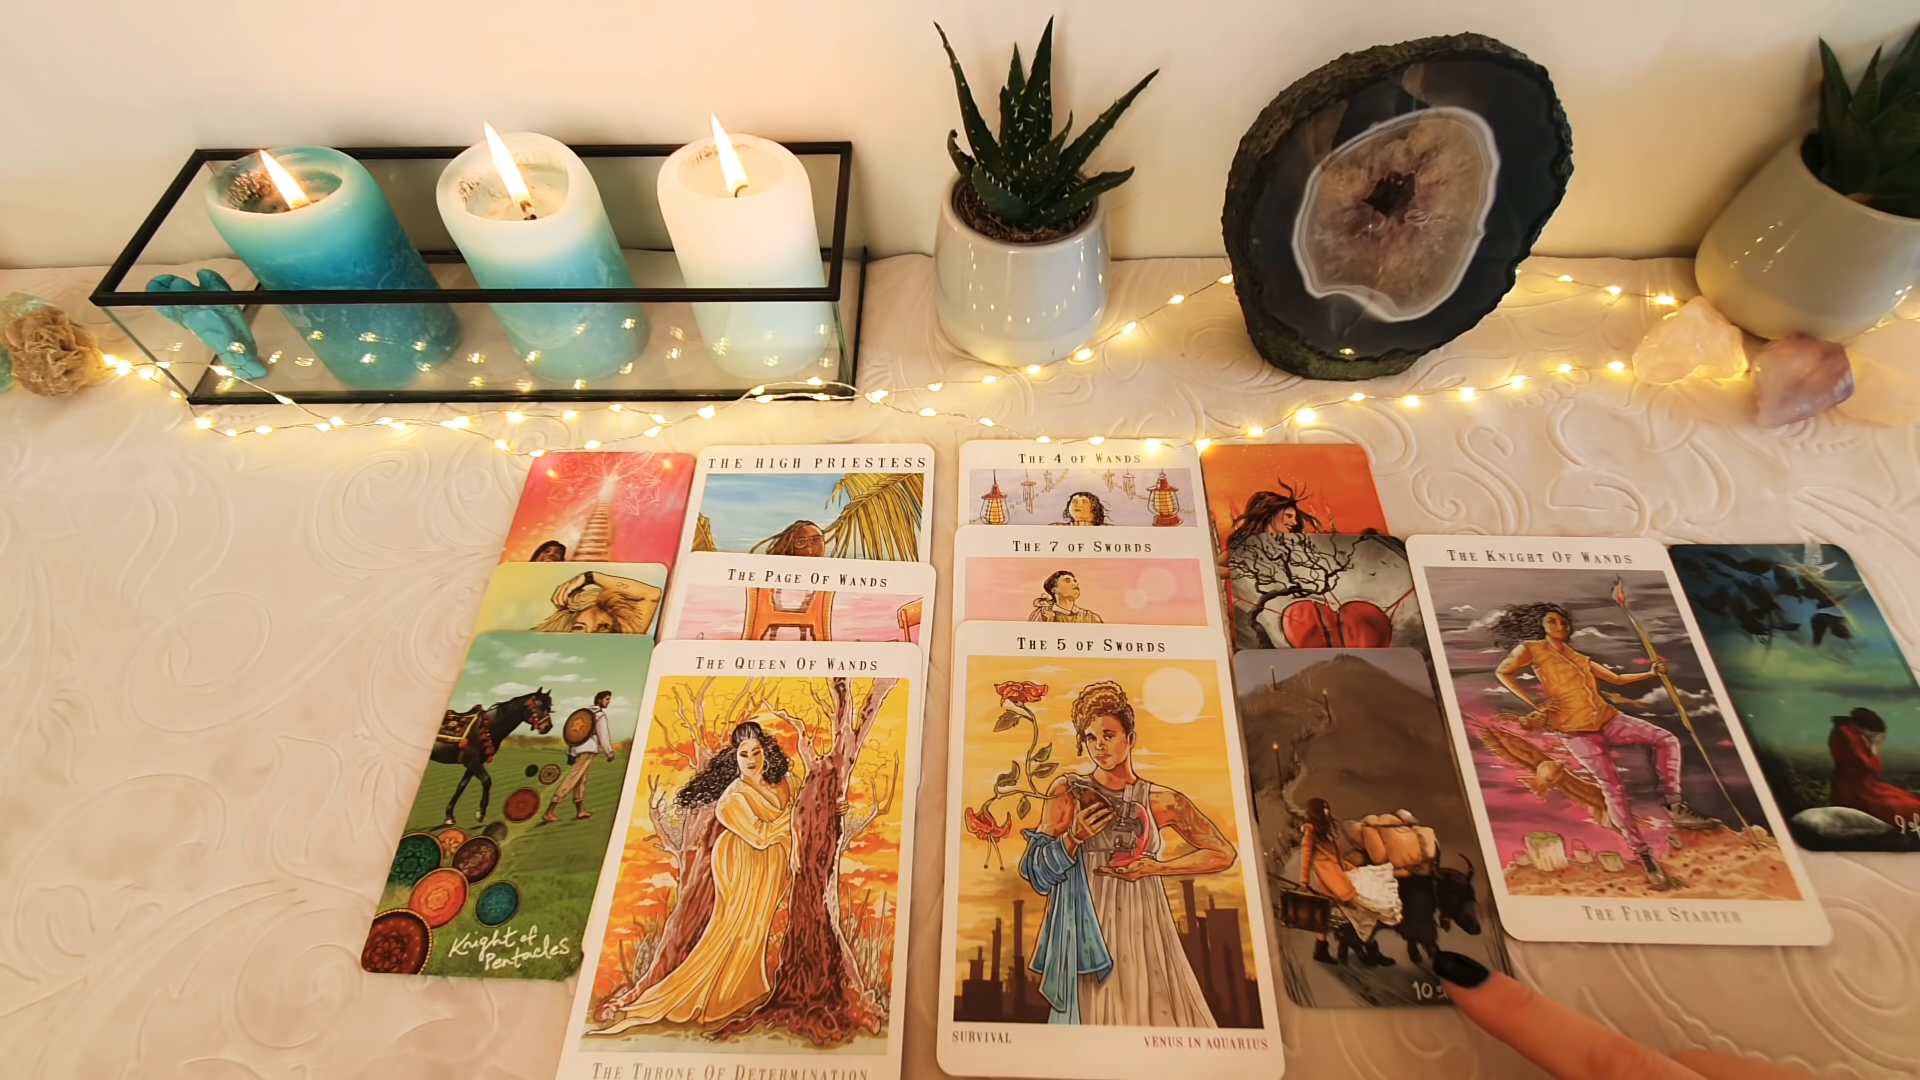 THE HIGH PRIESTESS
THE 4 OF WANDS
THE 7 OF SWORDS
THE KNIGHT OF WANDS
THE PAGE OF WANDS
THE 5 OF SWORDS
THE QUEEN OF WANDS
THE FIRE STARTER
Knight of
Pentacles
10
SURVIVAL
VENUS IN AQUARIUS
THE THRONE OF DETERMINATION